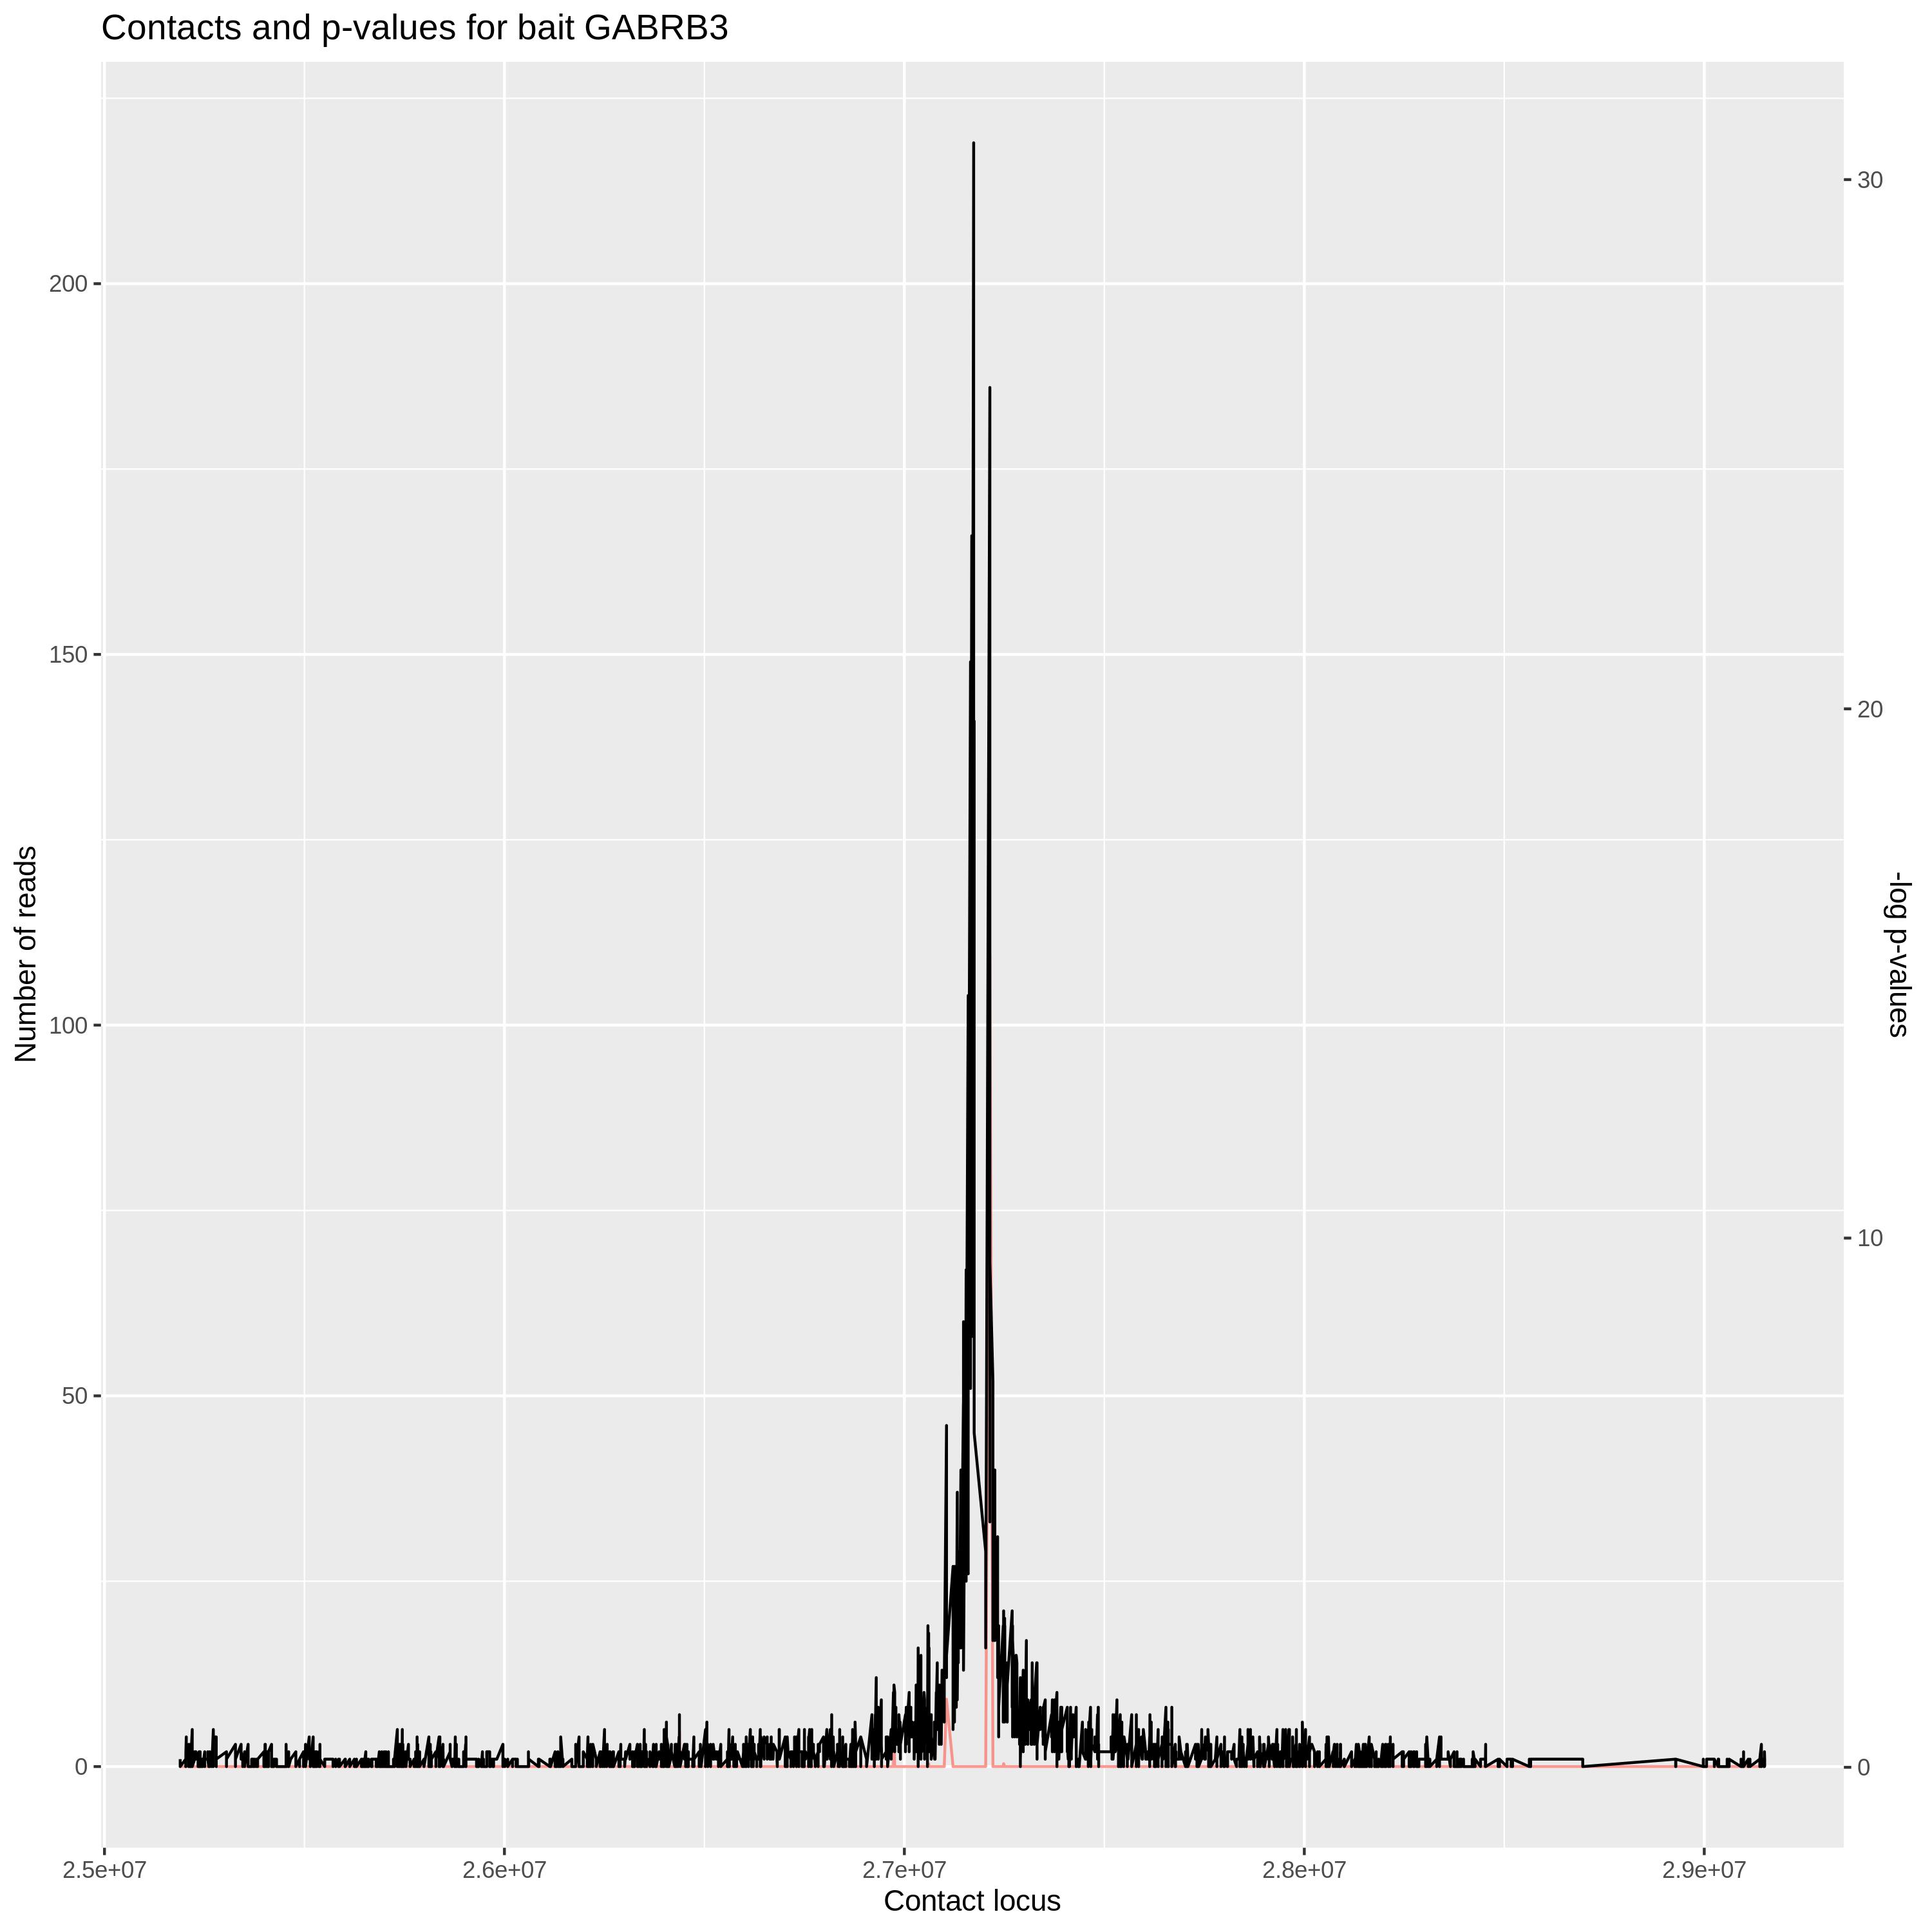 Contacts and p-values for bait GABRB3
200
150
100
50
0
Number of reads
30
20
10
0
-log p-values
2.5e+07
2.6e+07
2.7e+07
2.8e+07
2.9e+07
Contact locus